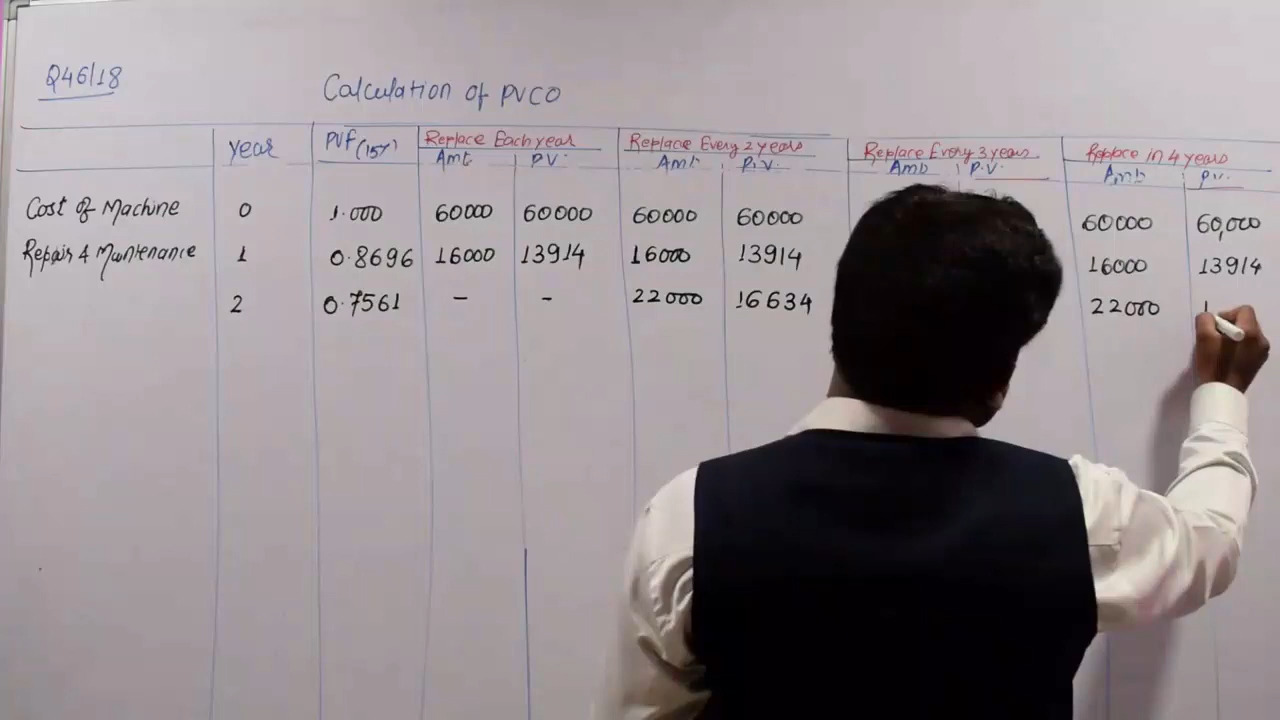 Q46/18
Calculation of PVCO
Year PVF(15%) Replace Each year Replace Every 2 years Replace Every 3 years Replace in 4 years
Amt P.V. Amt P.V. Amt P.V. Amt P.V.
Cost of Machine 0 1.000 60000 60000 60000 60000 60000 60,000
Repair & Maintenance 1 0.8696 16000 13914 16000 13914 16000 13914
2 0.7561 - - 22000 16634 22000 1